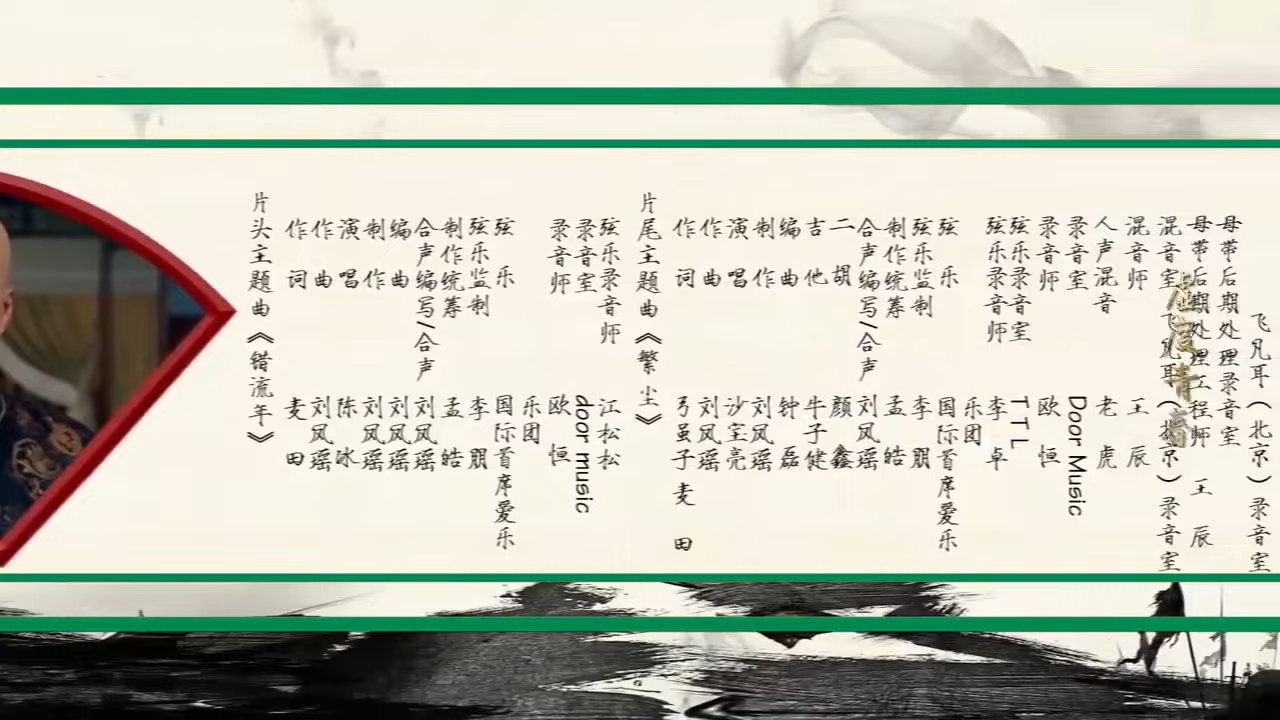 片头主题曲《错流年》
作词 麦田
作曲 刘风瑶
演唱 陈冰
制作 刘风瑶
编曲 刘风瑶
合声编写/合声 刘风瑶
制作统筹 孟皓
弦乐监制 李朋
弦乐 国际首席爱乐乐团
录音师 欧恒
录音室 door music
弦乐录音师 江松松
片尾主题曲《繁尘》
作词 弓虽子 麦田
作曲 刘风瑶
演唱 沙宝亮
制作 刘风瑶
编曲 钟磊
吉他 牛子健
二胡 颜鑫
合声编写/合声 刘风瑶
制作统筹 孟皓
弦乐监制 李朋
弦乐 国际首席爱乐乐团
弦乐录音师 李卓
弦乐录音室 TTL
录音师 欧恒
录音室 Door Music
人声混音 老虎
混音师 王辰
混音室 飞凡耳（北京）录音室
母带后期处理工程师 王辰
母带后期处理录音室 飞凡耳（北京）录音室